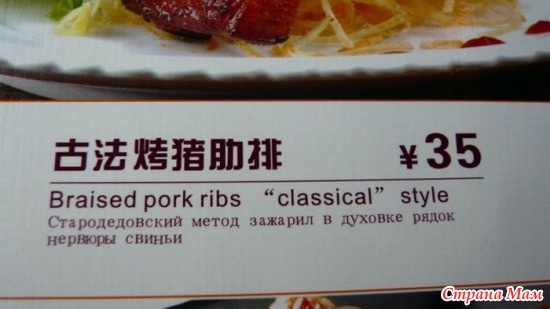 古法烤猪肋排
¥35
Braised pork ribs “classical” style
Стародедовский метод зажарил в духовке рядок
нервюры свиньи
Страна Мам